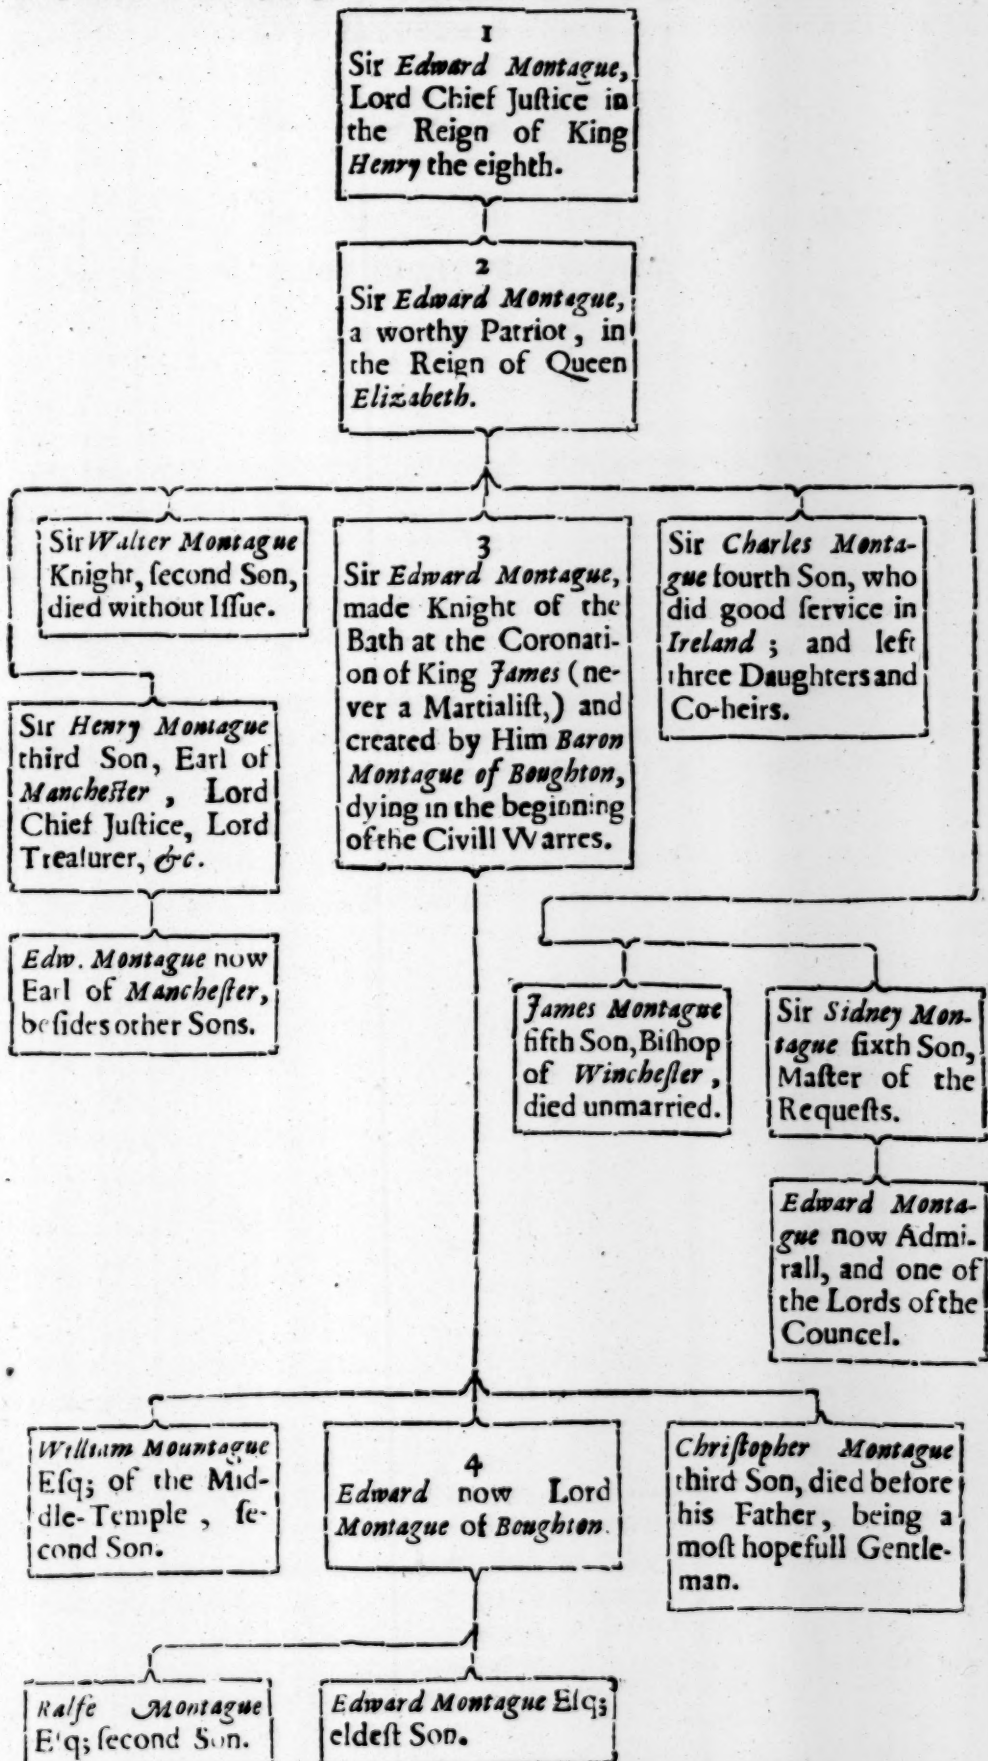 1
Sir Edward Montague,
Lord Chief Juſtice in
the Reign of King
Henry the eighth.
2
Sir Edward Montague,
a worthy Patriot, in
the Reign of Queen
Elizabeth.
Sir Walter Montague
Knight, ſecond Son,
died without Iſſue.
3
Sir Edward Montague,
made Knight of the
Bath at the Coronati-
on of King James (ne-
ver a Martialiſt,) and
created by Him Baron
Montague of Boughton,
dying in the beginning
of the Civill Warres.
Sir Charles Monta-
gue fourth Son, who
did good ſervice in
Ireland ; and left
three Daughters and
Co-heirs.
Sir Henry Montague
third Son, Earl of
Mancheſter, Lord
Chief Juſtice, Lord
Treaſurer, &c.
Edw. Montague now
Earl of Mancheſter,
beſides other Sons.
James Montague
fifth Son, Biſhop
of Wincheſter,
died unmarried.
Sir Sidney Mon-
tague ſixth Son,
Maſter of the
Requeſts.
Edward Monta-
gue now Admi-
rall, and one of
the Lords of the
Councel.
William Mountague
Eſq; of the Mid-
dle-Temple, ſe-
cond Son.
4
Edward now Lord
Montague of Boughton.
Chriſtopher Montague
third Son, died before
his Father, being a
moſt hopefull Gentle-
man.
Ralfe Montague
Eſq; ſecond Son.
Edward Montague Eſq;
eldeſt Son.